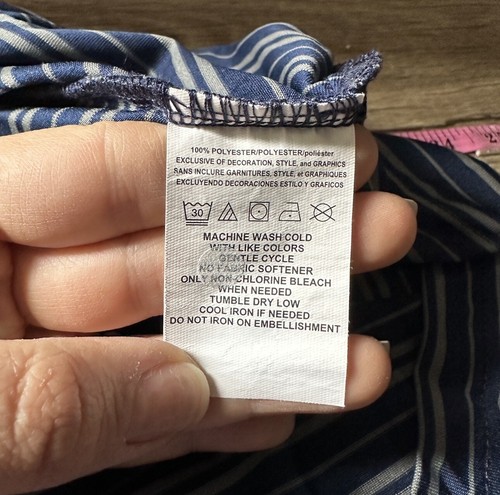 100% POLYESTER/POLYESTER/poliéster
EXCLUSIVE OF DECORATION, STYLE, and GRAPHICS
SANS INCLURE GARNITURES, STYLE, et GRAPHIQUES
EXCLUYENDO DECORACIONES ESTILO Y GRAFICOS
30
MACHINE WASH COLD
WITH LIKE COLORS
GENTLE CYCLE
NO FABRIC SOFTENER
ONLY NON-CHLORINE BLEACH
WHEN NEEDED
TUMBLE DRY LOW
COOL IRON IF NEEDED
DO NOT IRON ON EMBELLISHMENT